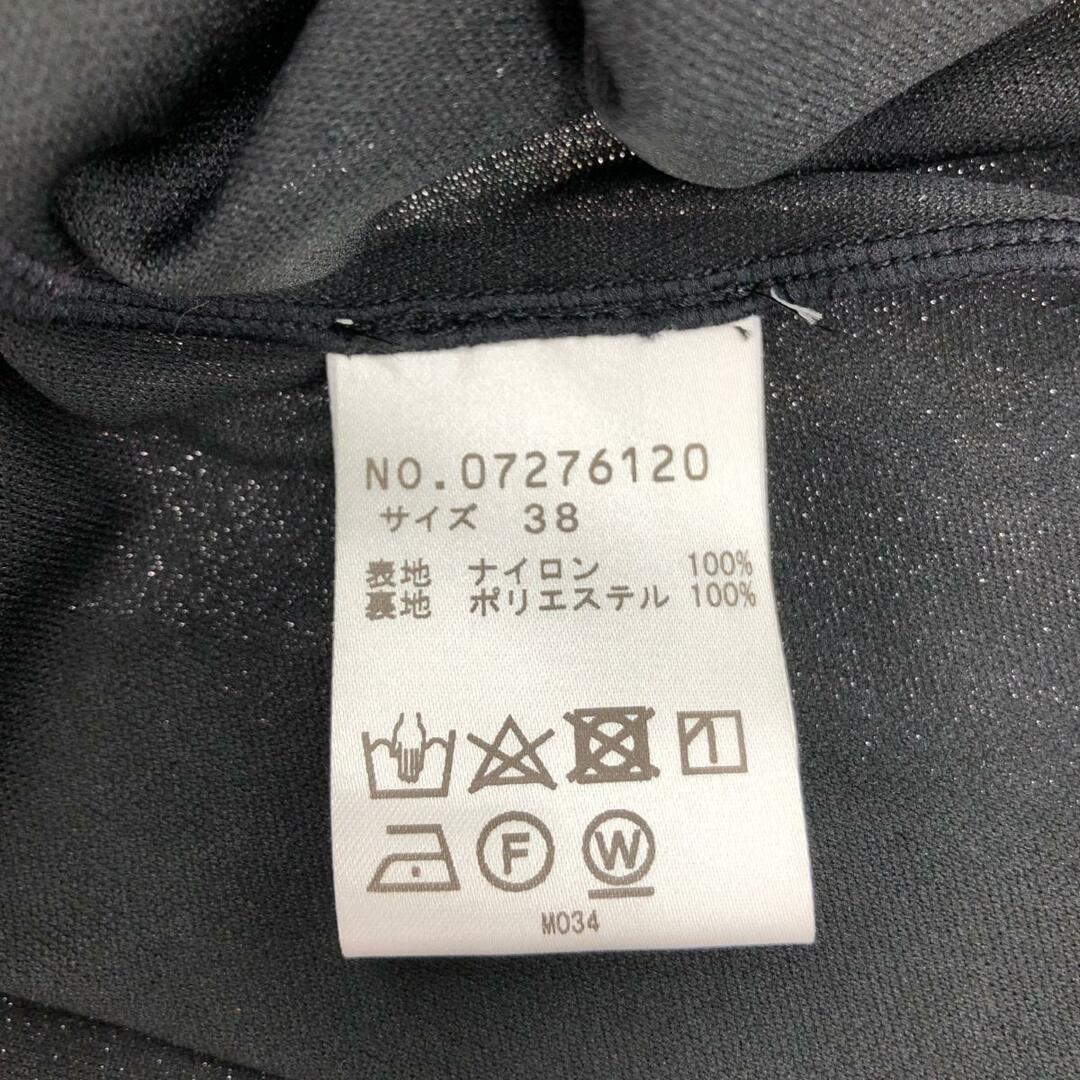 NO.07276120
サイズ 38
表地 ナイロン 100%
裏地 ポリエステル 100%
F W
M034